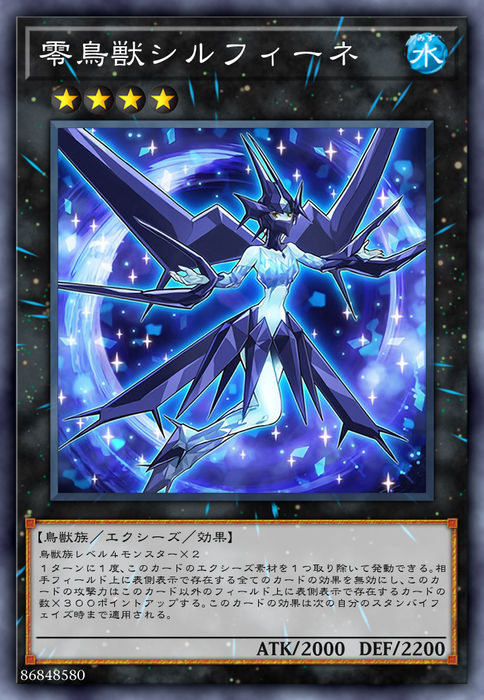 零鳥獣シルフィーネ
みず
水
【鳥獣族／エクシーズ／効果】
鳥獣族レベル４モンスター×２
１ターンに１度、このカードのエクシーズ素材を１つ取り除いて発動できる。相
手フィールド上に表側表示で存在する全てのカードの効果を無効にし、このカー
ドの攻撃力はこのカード以外のフィールド上に表側表示で存在するカードの
数×３００ポイントアップする。このカードの効果は次の自分のスタンバイフ
ェイズ時まで適用される。
ATK/2000 DEF/2200
86848580